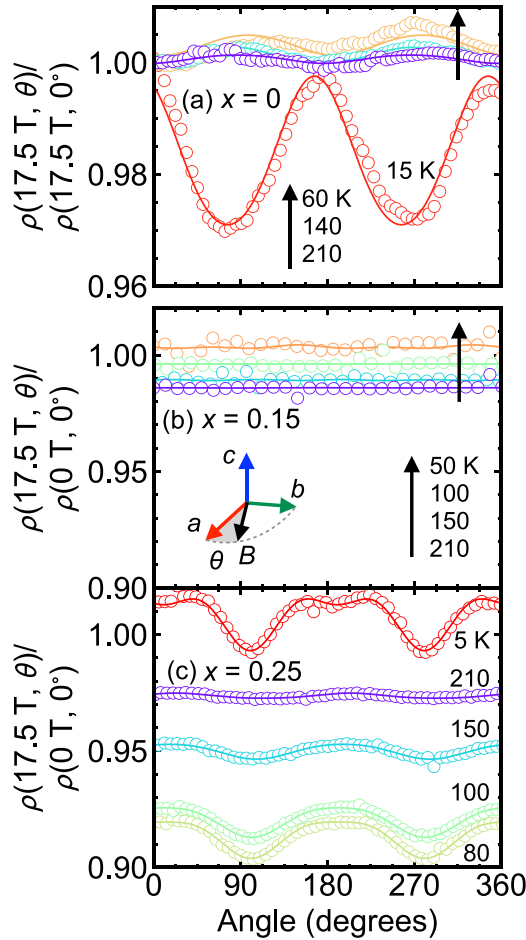 ρ(17.5 T, θ)/
ρ(17.5 T, 0°)
1.00
0.98
0.97
0.96
(a) x = 0
15 K
60 K
140
210
ρ(17.5 T, θ)/
ρ(0 T, 0°)
1.00
0.95
0.90
(b) x = 0.15
c
b
a
B
θ
50 K
100
150
210
ρ(17.5 T, θ)/
ρ(0 T, 0°)
1.00
0.95
0.90
(c) x = 0.25
5 K
210
150
100
80
0 90 180 270 360
Angle (degrees)